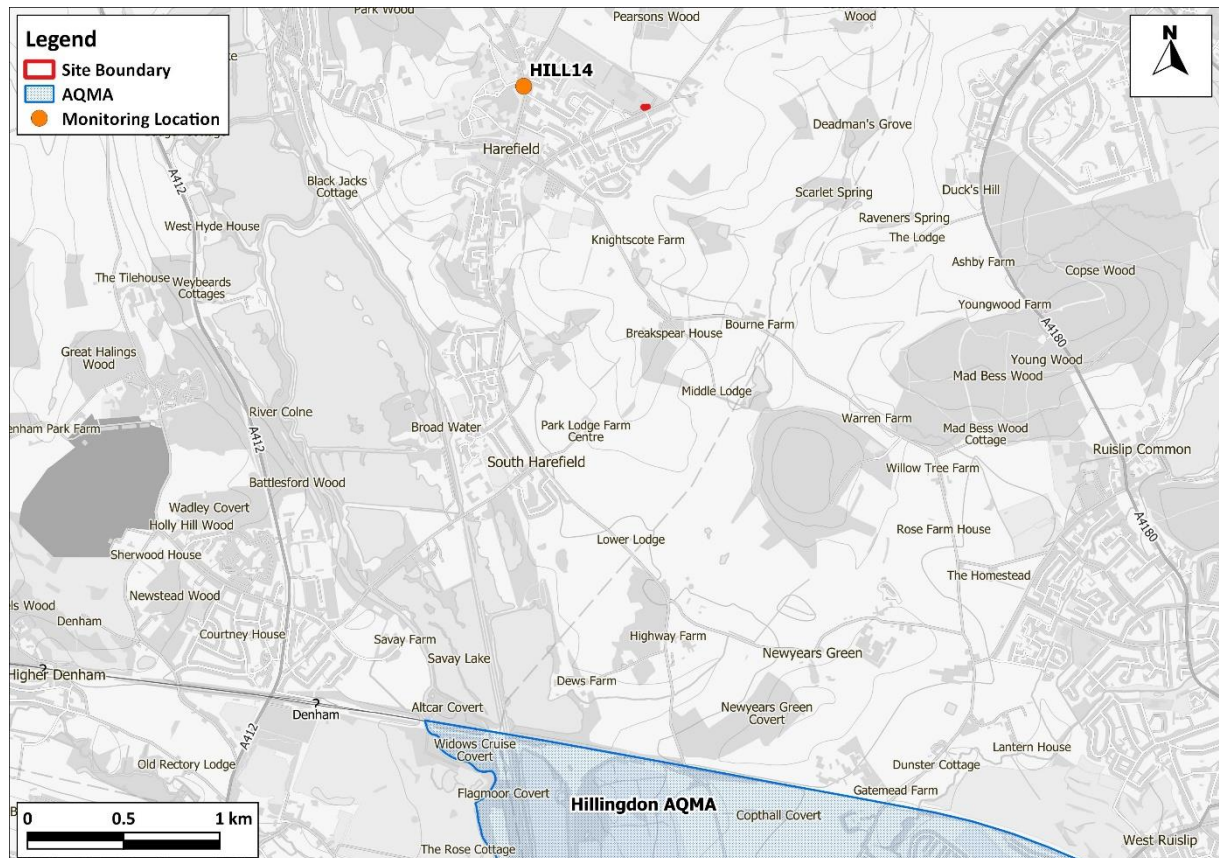 Legend
Site Boundary
AQMA
Monitoring Location
N
Park Wood
Pearsons Wood
Wood
HILL14
Deadman's Grove
Harefield
A412
Black Jacks
Cottage
Scarlet Spring
Duck's Hill
Raveners Spring
The Lodge
West Hyde House
Knightscote Farm
Ashby Farm
Copse Wood
The Tilehouse
Weybeards
Cottages
Youngwood Farm
Bourne Farm
Breakspear House
A4180
Great Halings
Wood
Young Wood
Mad Bess Wood
Middle Lodge
River Colne
Warren Farm
enham Park Farm
A412
Broad Water
Park Lodge Farm
Centre
Mad Bess Wood
Cottage
Ruislip Common
South Harefield
Willow Tree Farm
Battlesford Wood
Wadley Covert
Holly Hill Wood
Rose Farm House
A4180
Lower Lodge
Sherwood House
The Homestead
Newstead Wood
els Wood
Denham
Courtney House
Savay Farm
Highway Farm
Newyears Green
Savay Lake
?
Higher Denham
Dews Farm
?
Denham
Altcar Covert
Newyears Green
Covert
A412
Widows Cruise
Covert
Lantern House
Old Rectory Lodge
Dunster Cottage
Flagmoor Covert
Gatemead Farm
Hillingdon AQMA
Copthall Covert
0 0.5 1 km
The Rose Cottage
West Ruislip